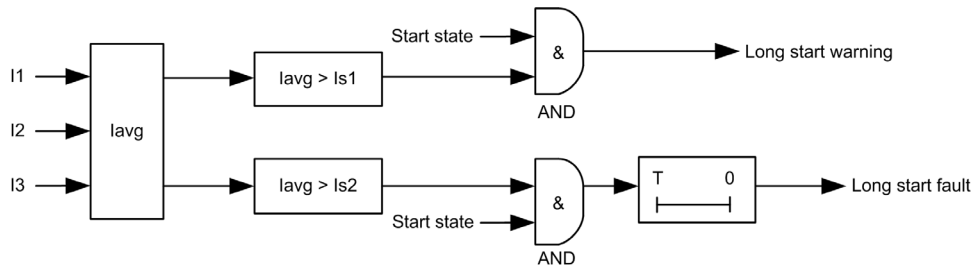 Start state
&
Long start warning
I1
Iavg > Is1
AND
I2
Iavg
I3
Iavg > Is2
T 0
Long start fault
&
Start state
AND